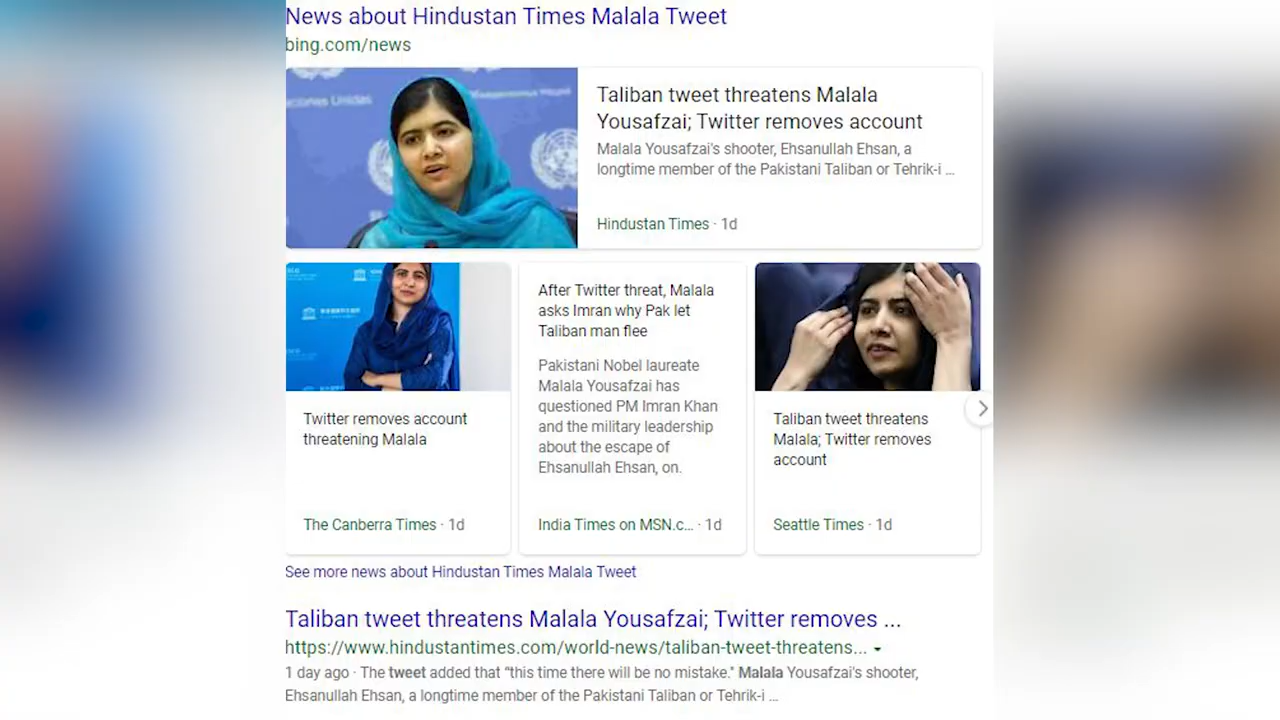 News about Hindustan Times Malala Tweet
bing.com/news
Taliban tweet threatens Malala
Yousafzai; Twitter removes account
Malala Yousafzai's shooter, Ehsanullah Ehsan, a
longtime member of the Pakistani Taliban or Tehrik-i ...
Hindustan Times · 1d
Twitter removes account
threatening Malala
The Canberra Times · 1d
After Twitter threat, Malala
asks Imran why Pak let
Taliban man flee
Pakistani Nobel laureate
Malala Yousafzai has
questioned PM Imran Khan
and the military leadership
about the escape of
Ehsanullah Ehsan, on.
India Times on MSN.c... · 1d
Taliban tweet threatens
Malala; Twitter removes
account
Seattle Times · 1d
See more news about Hindustan Times Malala Tweet
Taliban tweet threatens Malala Yousafzai; Twitter removes ...
https://www.hindustantimes.com/world-news/taliban-tweet-threatens...
1 day ago · The tweet added that “this time there will be no mistake." Malala Yousafzai's shooter,
Ehsanullah Ehsan, a longtime member of the Pakistani Taliban or Tehrik-i ...